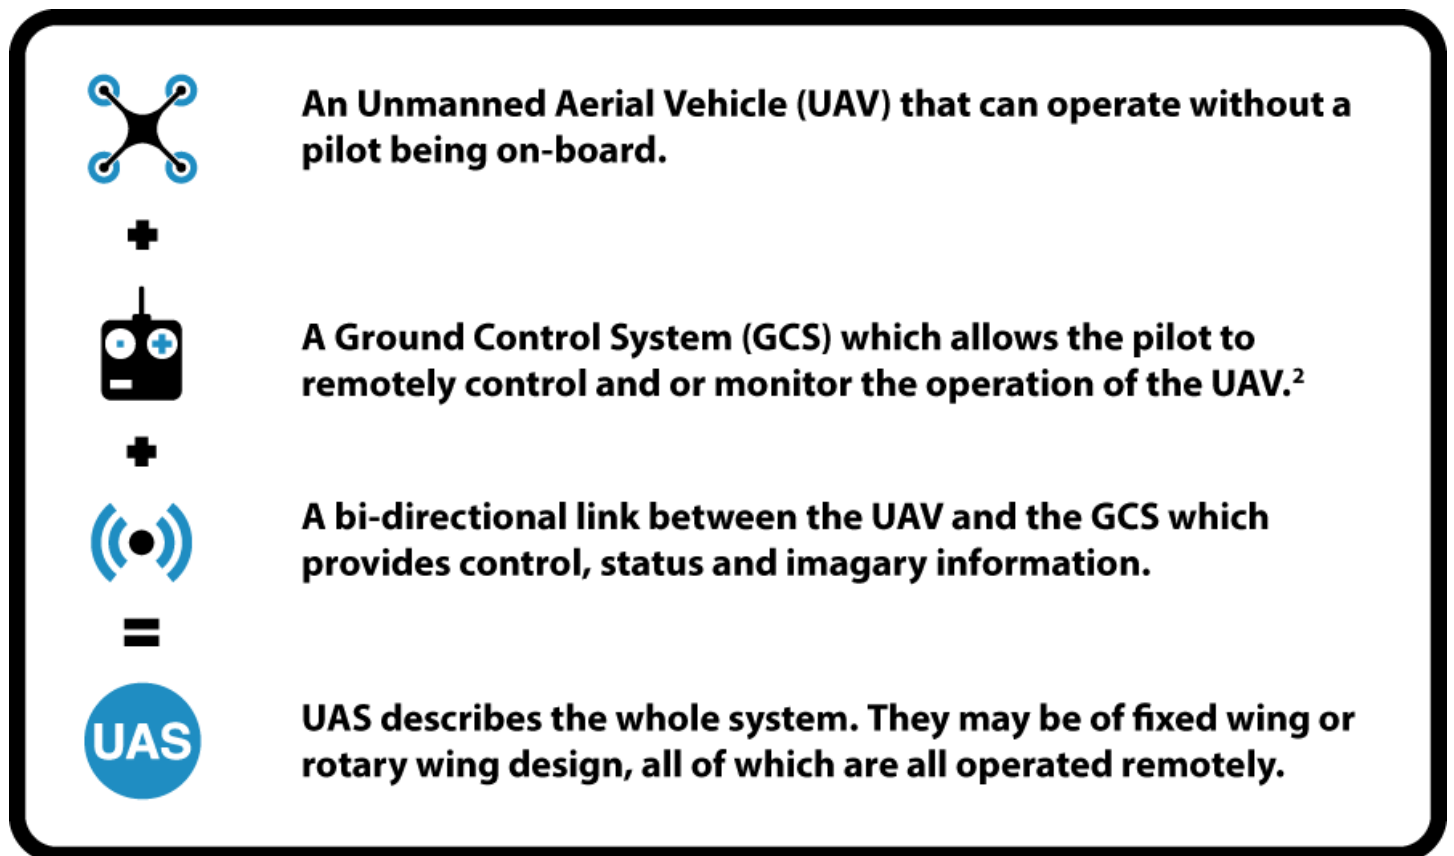 An Unmanned Aerial Vehicle (UAV) that can operate without a
pilot being on-board.
A Ground Control System (GCS) which allows the pilot to
remotely control and or monitor the operation of the UAV.²
A bi-directional link between the UAV and the GCS which
provides control, status and imagary information.
UAS
UAS describes the whole system. They may be of fixed wing or
rotary wing design, all of which are all operated remotely.